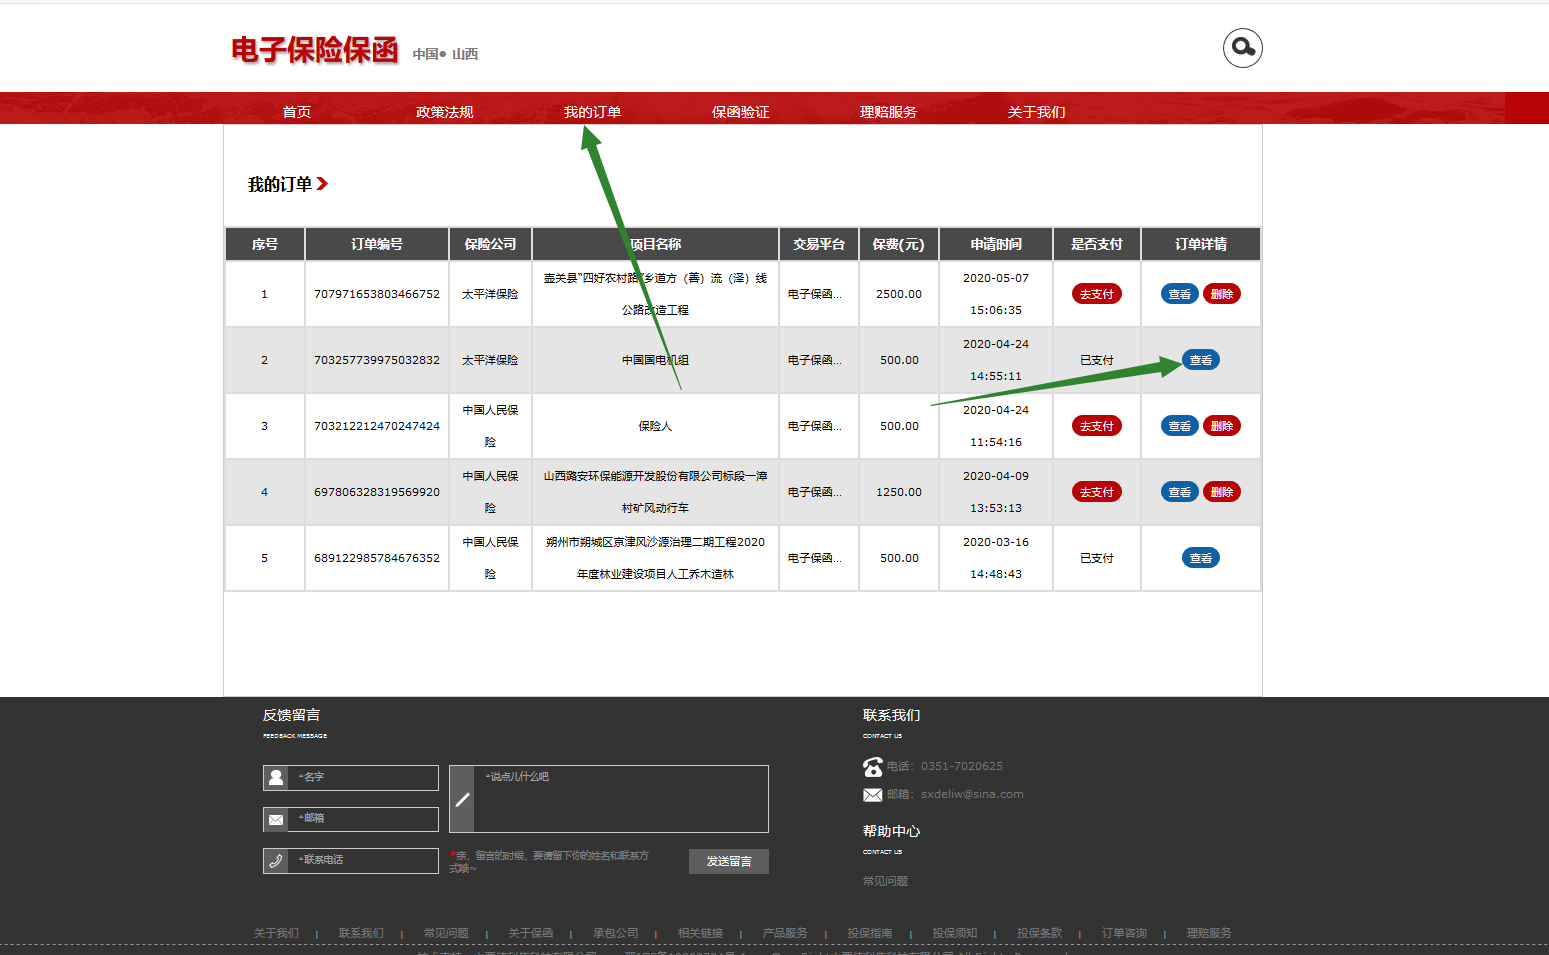 电子保险保函 中国● 山西
首页 政策法规 我的订单 保函验证 理赔服务 关于我们
我的订单
序号 订单编号 保险公司 项目名称 交易平台 保费(元) 申请时间 是否支付 订单详情
1 707971653803466752 太平洋保险 壶关县“四好农村路”乡道方（善）流（泽）线 电子保函... 2500.00 2020-05-07 去支付 查看 删除
公路改造工程 15:06:35
2 703257739975032832 太平洋保险 中国国电机组 电子保函... 500.00 2020-04-24 已支付 查看
14:55:11
3 703212212470247424 中国人民保 保险人 电子保函... 500.00 2020-04-24 去支付 查看 删除
险 11:54:16
4 697806328319569920 中国人民保 山西潞安环保能源开发股份有限公司标段一漳 电子保函... 1250.00 2020-04-09 去支付 查看 删除
险 村矿风动行车 13:53:13
5 689122985784676352 中国人民保 朔州市朔城区京津风沙源治理二期工程2020 电子保函... 500.00 2020-03-16 已支付 查看
险 年度林业建设项目人工乔木造林 14:48:43
反馈留言
FEEDBACK MESSAGE
*名字
*邮箱
*联系电话
*说点儿什么吧
*亲，留言的时候，要请留下你的姓名和联系方
式哦~
发送留言
联系我们
CONTACT US
电话：0351-7020625
邮箱：sxdeliw@sina.com
帮助中心
CONTACT US
常见问题
关于我们 | 联系我们 | 常见问题 | 关于保函 | 承包公司 | 相关链接 | 产品服务 | 投保指南 | 投保须知 | 投保条款 | 订单咨询 | 理赔服务